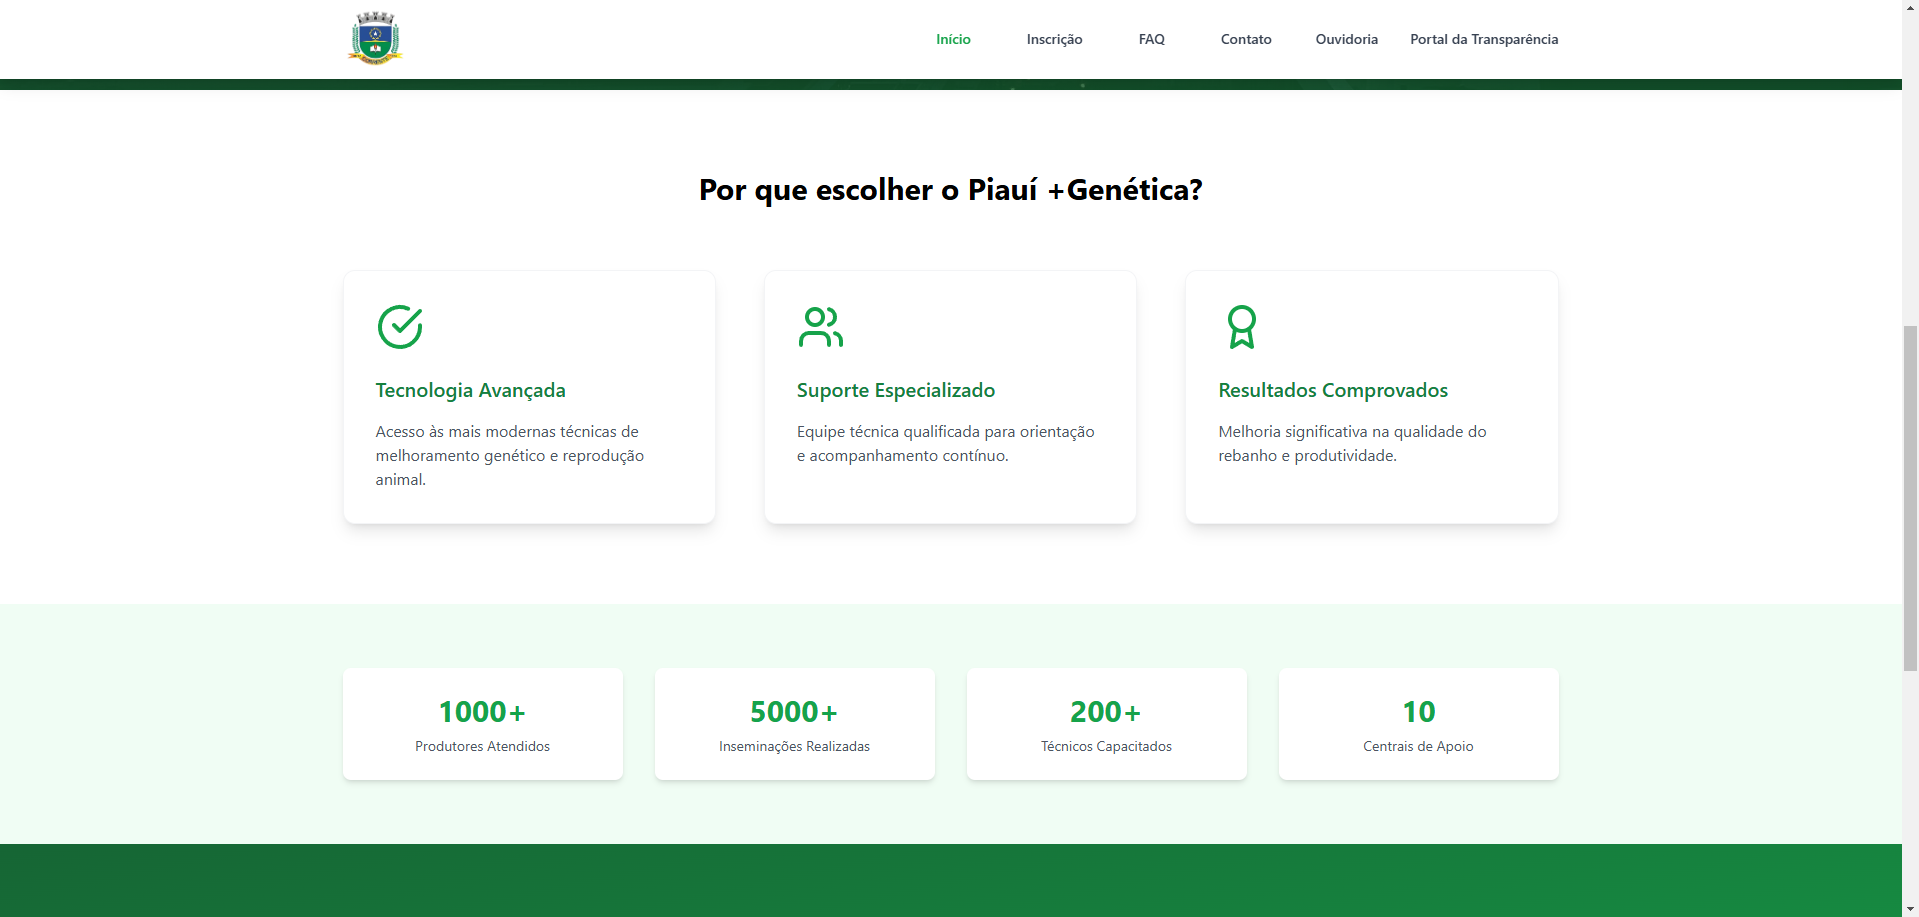 Início
Inscrição
FAQ
Contato
Ouvidoria
Portal da Transparência
Por que escolher o Piauí +Genética?
Tecnologia Avançada
Acesso às mais modernas técnicas de
melhoramento genético e reprodução
animal.
Suporte Especializado
Equipe técnica qualificada para orientação
e acompanhamento contínuo.
Resultados Comprovados
Melhoria significativa na qualidade do
rebanho e produtividade.
1000+
Produtores Atendidos
5000+
Inseminações Realizadas
200+
Técnicos Capacitados
10
Centrais de Apoio